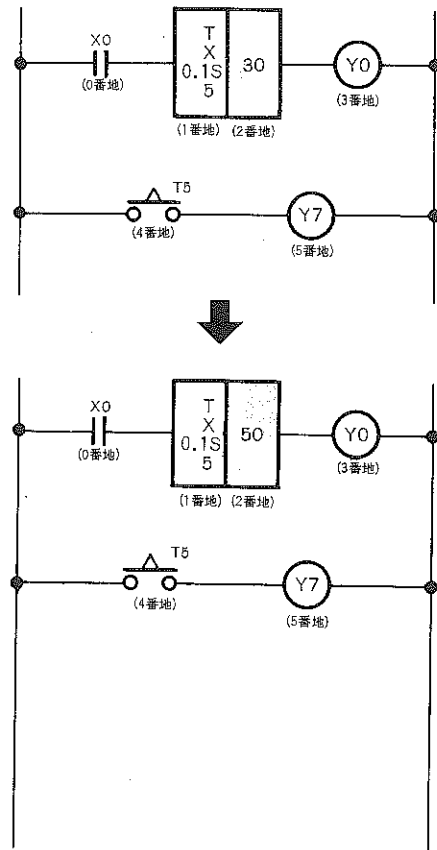 X0
(0番地)
T
X
0.1S
5
30
(1番地) (2番地)
Y0
(3番地)
T5
(4番地)
Y7
(5番地)
X0
(0番地)
T
X
0.1S
5
50
(1番地) (2番地)
Y0
(3番地)
T5
(4番地)
Y7
(5番地)